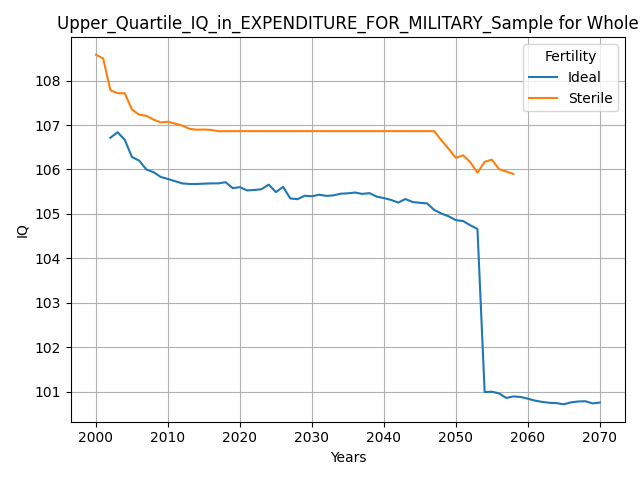 Upper_Quartile_IQ_in_EXPENDITURE_FOR_MILITARY_Sample for Whole
Fertility
Ideal
Sterile
108
107
106
105
104
103
102
101
IQ
2000 2010 2020 2030 2040 2050 2060 2070
Years